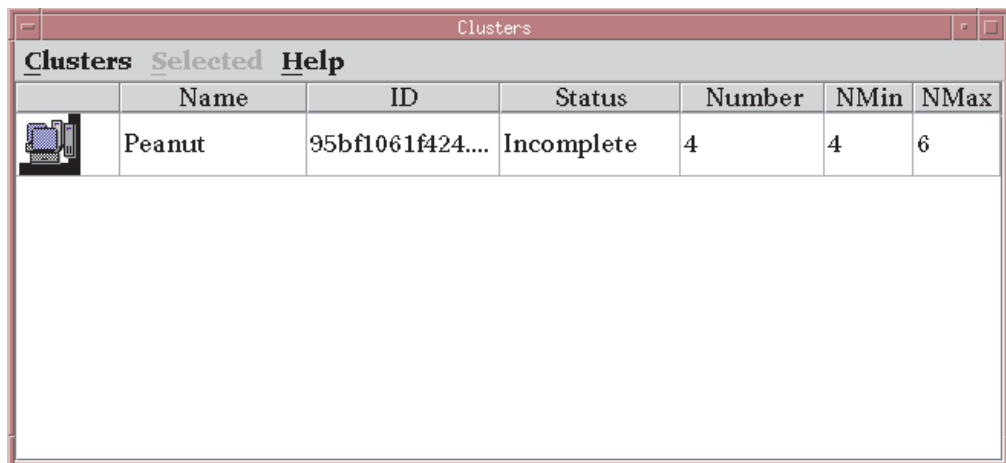 Clusters
Clusters Selected Help
Name ID Status Number NMin NMax
Peanut 95bf1061f424.... Incomplete 4 4 6